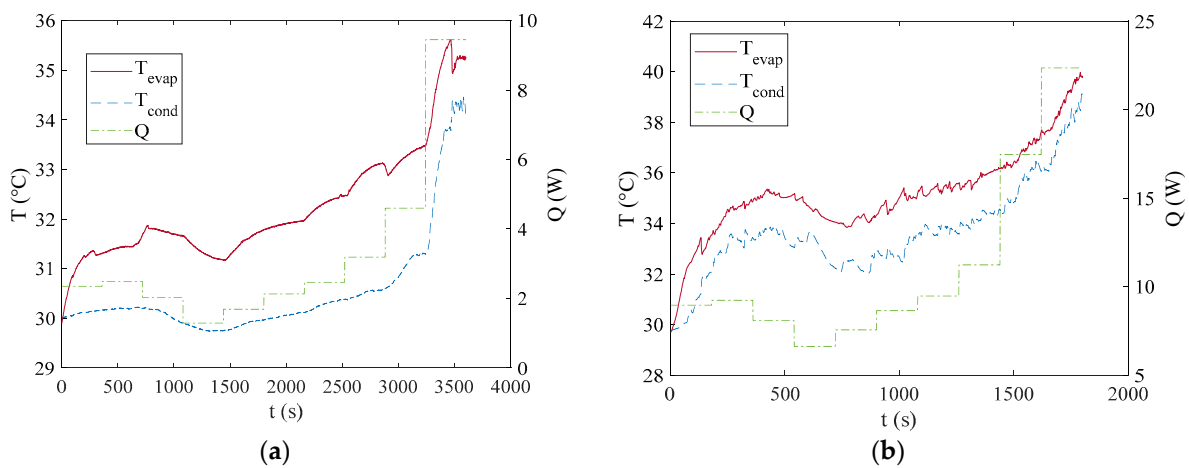 36
35
34
33
32
31
30
29
T (°C)
T_evap
T_cond
Q
10
8
6
4
2
0
Q (W)
0 500 1000 1500 2000 2500 3000 3500 4000
t (s)
(a)
42
40
38
36
34
32
30
28
T (°C)
T_evap
T_cond
Q
25
20
15
10
5
Q (W)
0 500 1000 1500 2000
t (s)
(b)